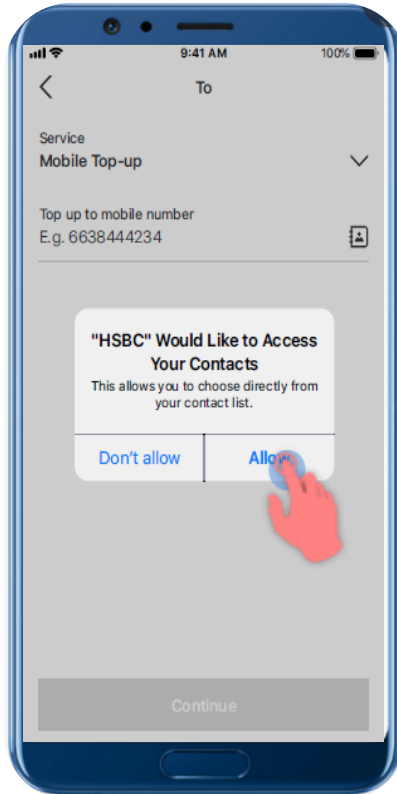 9:41 AM 100%
To
Service
Mobile Top-up
Top up to mobile number
E.g. 6638444234
"HSBC" Would Like to Access
Your Contacts
This allows you to choose directly from
your contact list.
Don't allow Allow
Continue